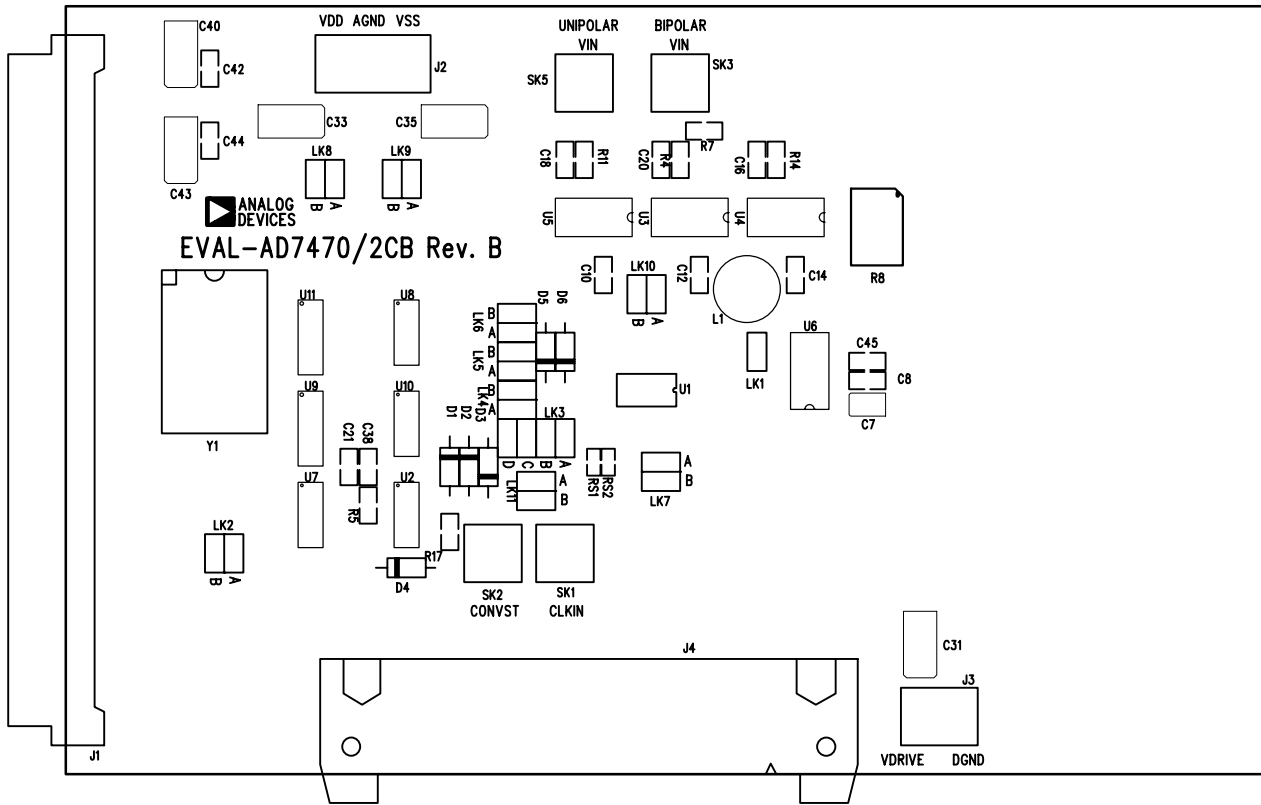 C40
VDD AGND VSS
UNIPOLAR
VIN
BIPOLAR
VIN
C42
J2
SK5
SK3
C33
C35
C44
R7
C43
LK8
B
A
LK9
B
A
C18
R11
C20
R4
C16
R14
ANALOG
DEVICES
U5
U3
U4
EVAL-AD7470/2CB Rev. B
R8
C10
LK10
B
A
C12
L1
C14
U11
U8
D5
D6
LK6
B
A
LK5
B
A
LK4
B
A
U6
C45
C8
C7
LK1
U1
U9
U10
Y1
C21
C38
D1
D2
D3
LK3
D
C
B
A
U7
U2
R5
LK11
A
B
RS1
RS2
LK7
A
B
LK2
B
A
R17
D4
SK2
CONVST
SK1
CLKIN
J4
C31
J3
J1
VDRIVE
DGND